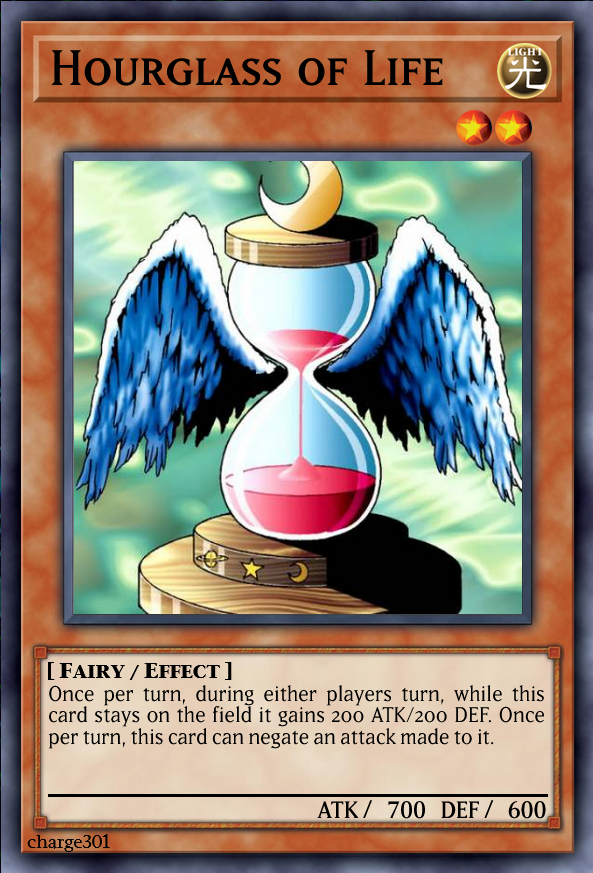 Hourglass of Life
LIGHT
光
[ Fairy / Effect ]
Once per turn, during either players turn, while this
card stays on the field it gains 200 ATK/200 DEF. Once
per turn, this card can negate an attack made to it.
ATK / 700 DEF / 600
charge301